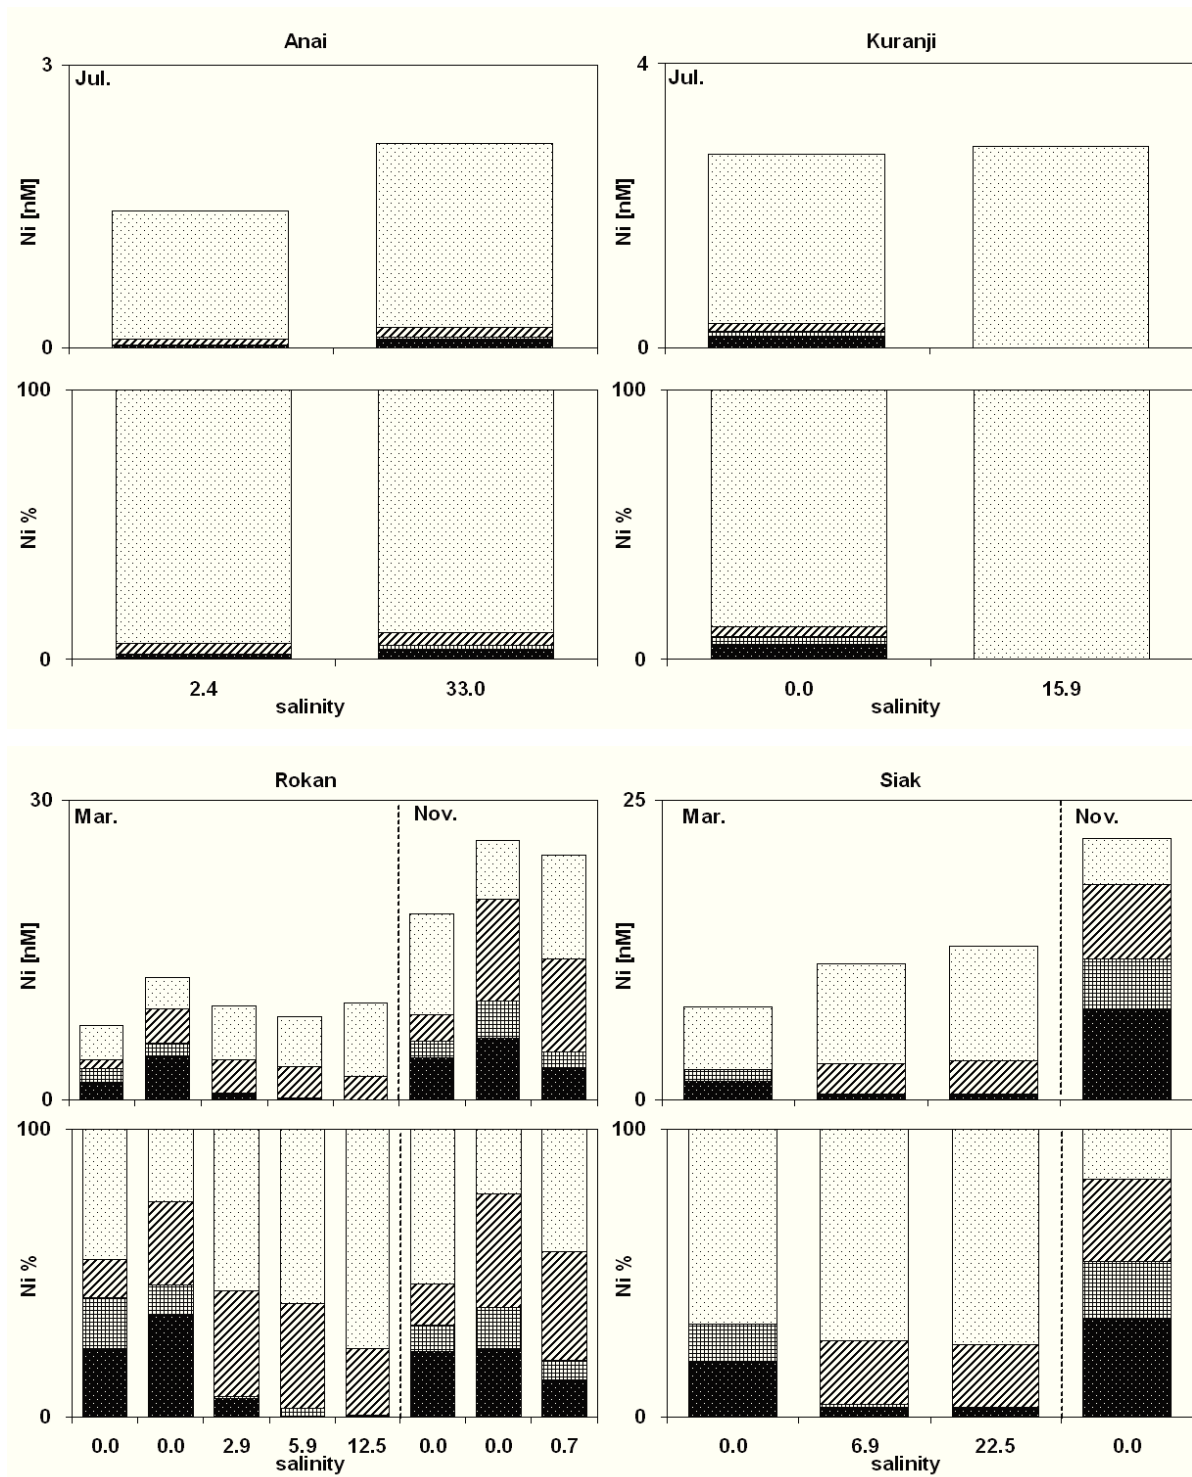 Anai
3
Jul.
Ni [nM]
0
100
Ni %
0
2.4 33.0
salinity
Kuranji
4
Jul.
Ni [nM]
0
100
Ni %
0
0.0 15.9
salinity
Rokan
30
Mar. Nov.
Ni [nM]
0
100
Ni %
0
0.0 0.0 2.9 5.9 12.5 0.0 0.0 0.7
salinity
Siak
25
Mar. Nov.
Ni [nM]
0
100
Ni %
0
0.0 6.9 22.5 0.0
salinity